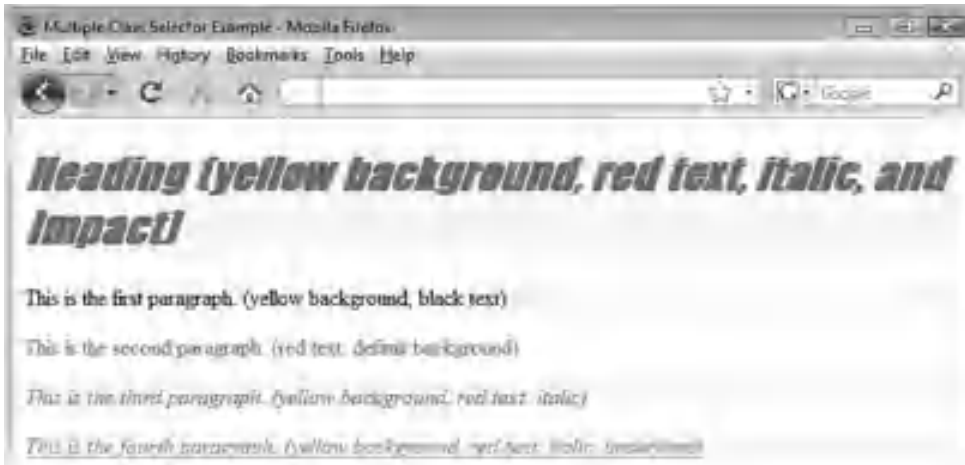 Multiple Class Selector Example - Mozilla Firefox
File Edit View History Bookmarks Tools Help
Google
Heading (yellow background, red text, italic, and
Impact)
This is the first paragraph. (yellow background, black text)
This is the second paragraph. (red text, default background)
This is the third paragraph. (yellow background, red text, italic)
This is the fourth paragraph. (yellow background, red text, italic, underlined)